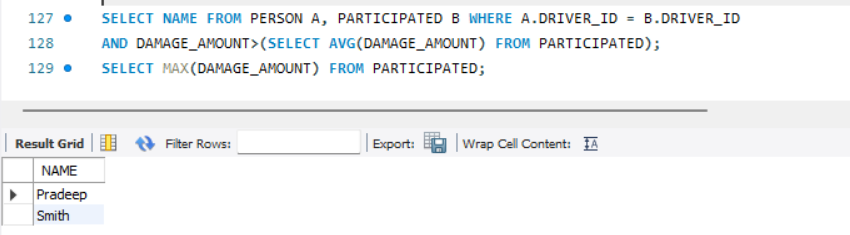 127 SELECT NAME FROM PERSON A, PARTICIPATED B WHERE A.DRIVER_ID = B.DRIVER_ID
128 AND DAMAGE_AMOUNT>(SELECT AVG(DAMAGE_AMOUNT) FROM PARTICIPATED);
129 SELECT MAX(DAMAGE_AMOUNT) FROM PARTICIPATED;
Result Grid Filter Rows: Export: Wrap Cell Content: IA
NAME
Pradeep
Smith